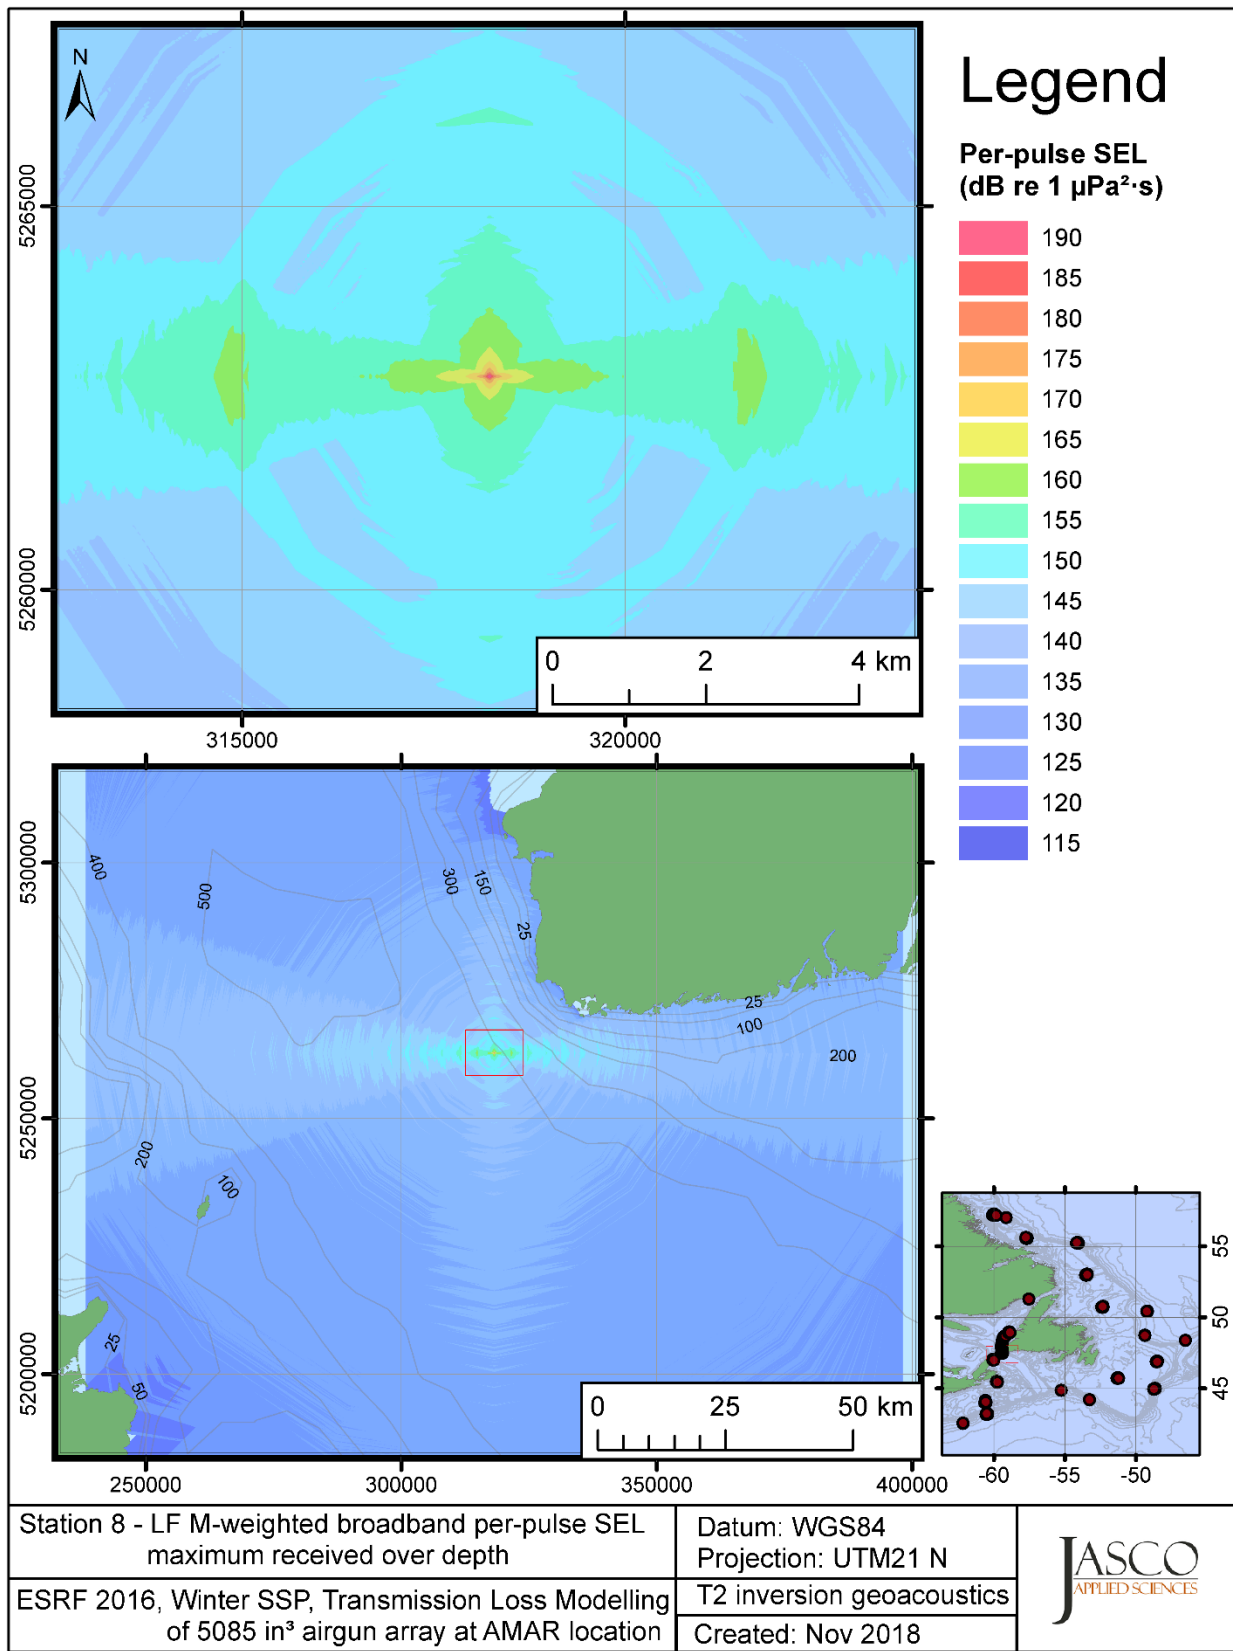 N
5265000
5260000
0 2 4 km
315000 320000
Legend
Per-pulse SEL
(dB re 1 µPa²·s)
190
185
180
175
170
165
160
155
150
145
140
135
130
125
120
115
5300000
5250000
5200000
400
500
300
150
25
25
100
200
200
100
25
50
0 25 50 km
250000 300000 350000 400000
55
50
45
-60 -55 -50
Station 8 - LF M-weighted broadband per-pulse SEL
maximum received over depth
ESRF 2016, Winter SSP, Transmission Loss Modelling
of 5085 in³ airgun array at AMAR location
Datum: WGS84
Projection: UTM21 N
T2 inversion geoacoustics
Created: Nov 2018
JASCO
APPLIED SCIENCES